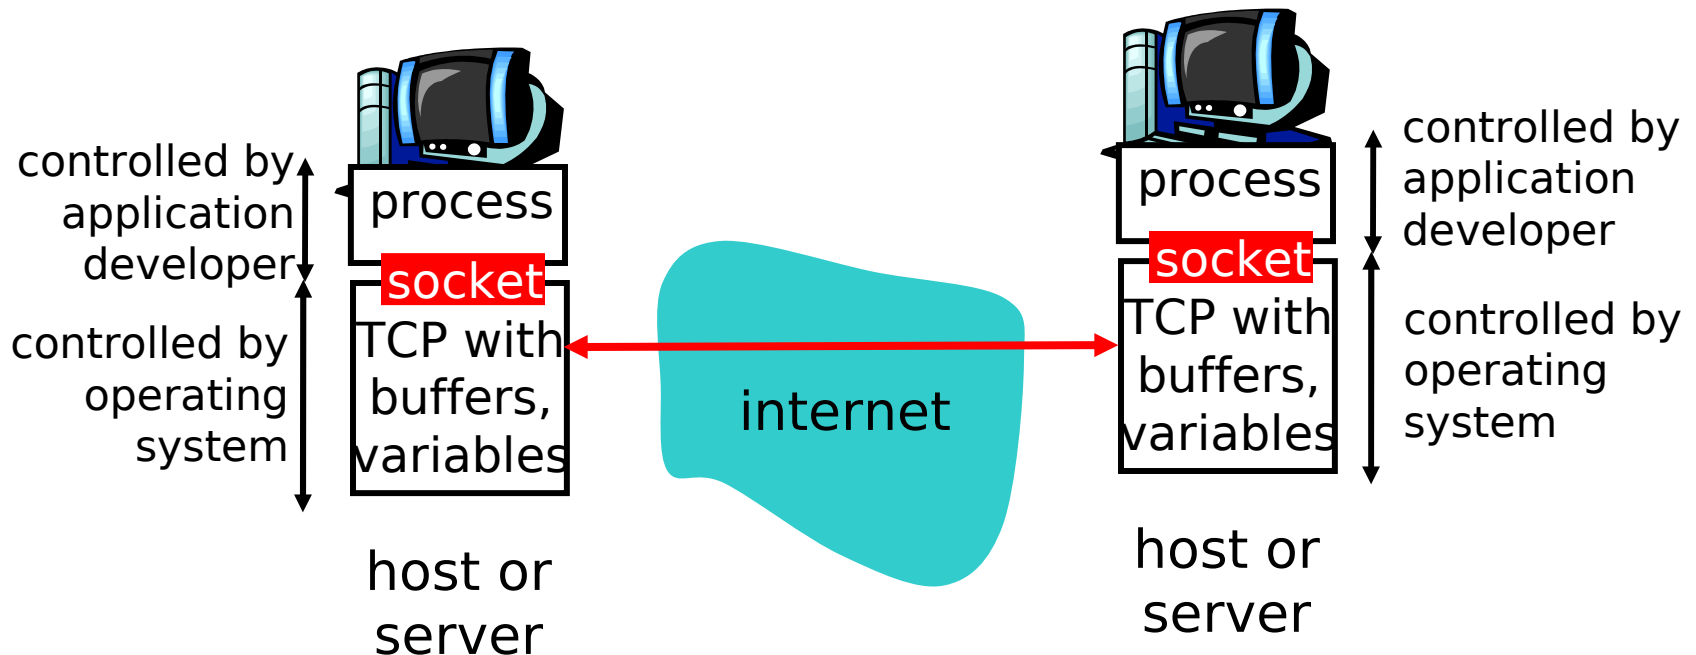 controlled by
application
developer
controlled by
operating
system
process
socket
TCP with
buffers,
variables
host or
server
internet
process
socket
TCP with
buffers,
variables
host or
server
controlled by
application
developer
controlled by
operating
system